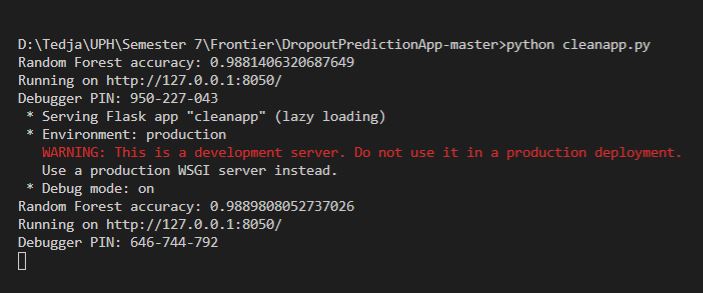 D:\Tedja\UPH\Semester 7\Frontier\DropoutPredictionApp-master>python cleanapp.py
Random Forest accuracy: 0.9881406320687649
Running on http://127.0.0.1:8050/
Debugger PIN: 950-227-043
 * Serving Flask app "cleanapp" (lazy loading)
 * Environment: production
   WARNING: This is a development server. Do not use it in a production deployment.
   Use a production WSGI server instead.
 * Debug mode: on
Random Forest accuracy: 0.9889808052737026
Running on http://127.0.0.1:8050/
Debugger PIN: 646-744-792